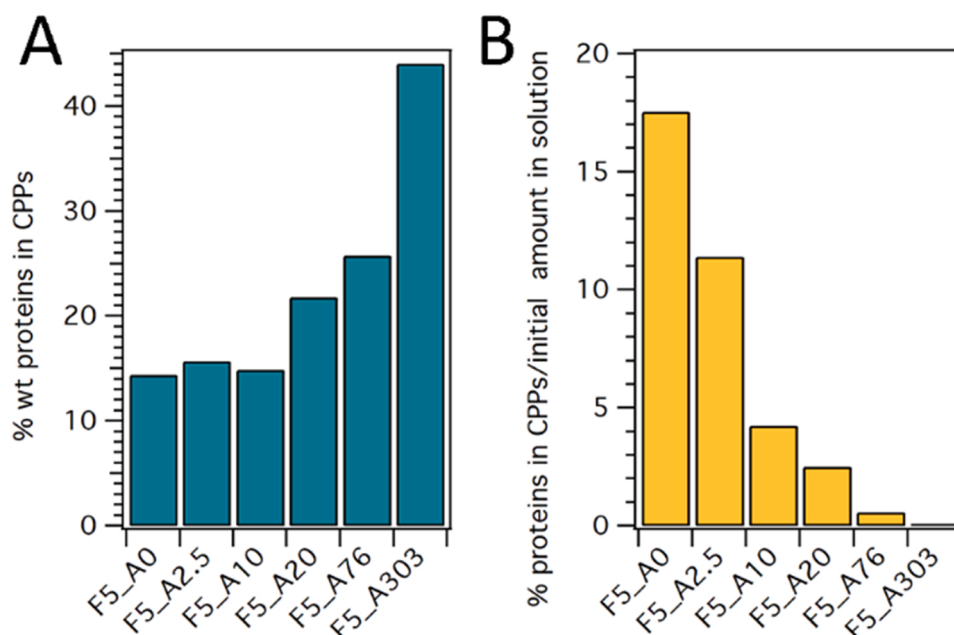 A
% wt proteins in CPPs
40
30
20
10
0
F5_A0
F5_A2.5
F5_A10
F5_A20
F5_A76
F5_A303
B
% proteins in CPPs/initial amount in solution
20
15
10
5
0
F5_A0
F5_A2.5
F5_A10
F5_A20
F5_A76
F5_A303